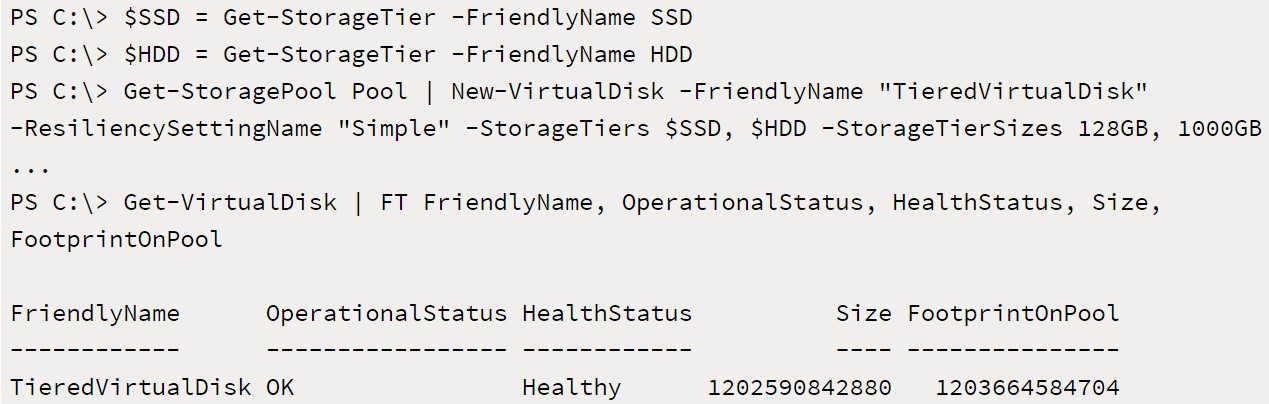 PS C:\> $SSD = Get-StorageTier -FriendlyName SSD
PS C:\> $HDD = Get-StorageTier -FriendlyName HDD
PS C:\> Get-StoragePool Pool | New-VirtualDisk -FriendlyName "TieredVirtualDisk"
-ResiliencySettingName "Simple" -StorageTiers $SSD, $HDD -StorageTierSizes 128GB, 1000GB
...
PS C:\> Get-VirtualDisk | FT FriendlyName, OperationalStatus, HealthStatus, Size,
FootprintOnPool
FriendlyName      OperationalStatus HealthStatus          Size FootprintOnPool
------------      ----------------- ------------          ---- ---------------
TieredVirtualDisk OK                Healthy      1202590842880   1203664584704